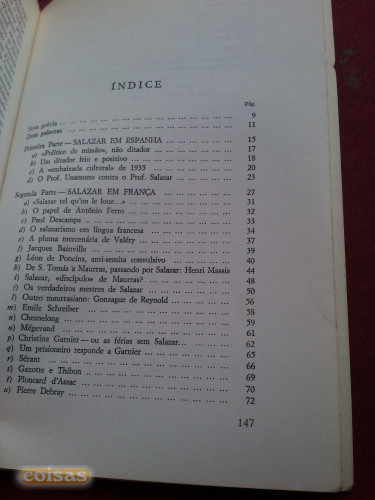 ÍNDICE
Pág.
Nota prévia ... 9
Duas palavras ... 11
Primeira Parte — SALAZAR EM ESPANHA ... 15
a) «Político de missão», não ditador ... 17
b) Um ditador frio e positivo ... 18
c) A «embaixada cultural» de 1935 ... 20
d) O Prof. Unamuno contra o Prof. Salazar ... 23
Segunda Parte — SALAZAR EM FRANÇA ... 27
a) «Salazar tel qu'on le loue...» ... 31
b) O papel de António Ferro ... 32
c) Paul Descamps ... 33
d) O salazarismo em língua francesa ... 34
e) A pluma mercenária de Valéry ... 37
f) Jacques Bainville ... 39
g) Léon de Poncins, anti-semita convulsivo ... 40
h) De S. Tomás à Maurras, passando por Salazar: Henri Massis 44
i) Salazar, «discípulo» de Maurras? ... 48
j) Os verdadeiros mestres de Salazar ... 50
l) Outro maurrasiano: Gonzague de Reynold ... 56
m) Emile Schreiber ... 58
n) Chesnelong ... 59
o) Mégevand ... 61
p) Christine Garnier — ou as férias sem Salazar... ... 62
q) Um prisioneiro responde a Garnier ... 65
r) Sérant ... 66
s) Gaxotte e Thibon ... 69
t) Ploncard d'Assac ... 70
u) Pierre Debray ... 72
147
coisas